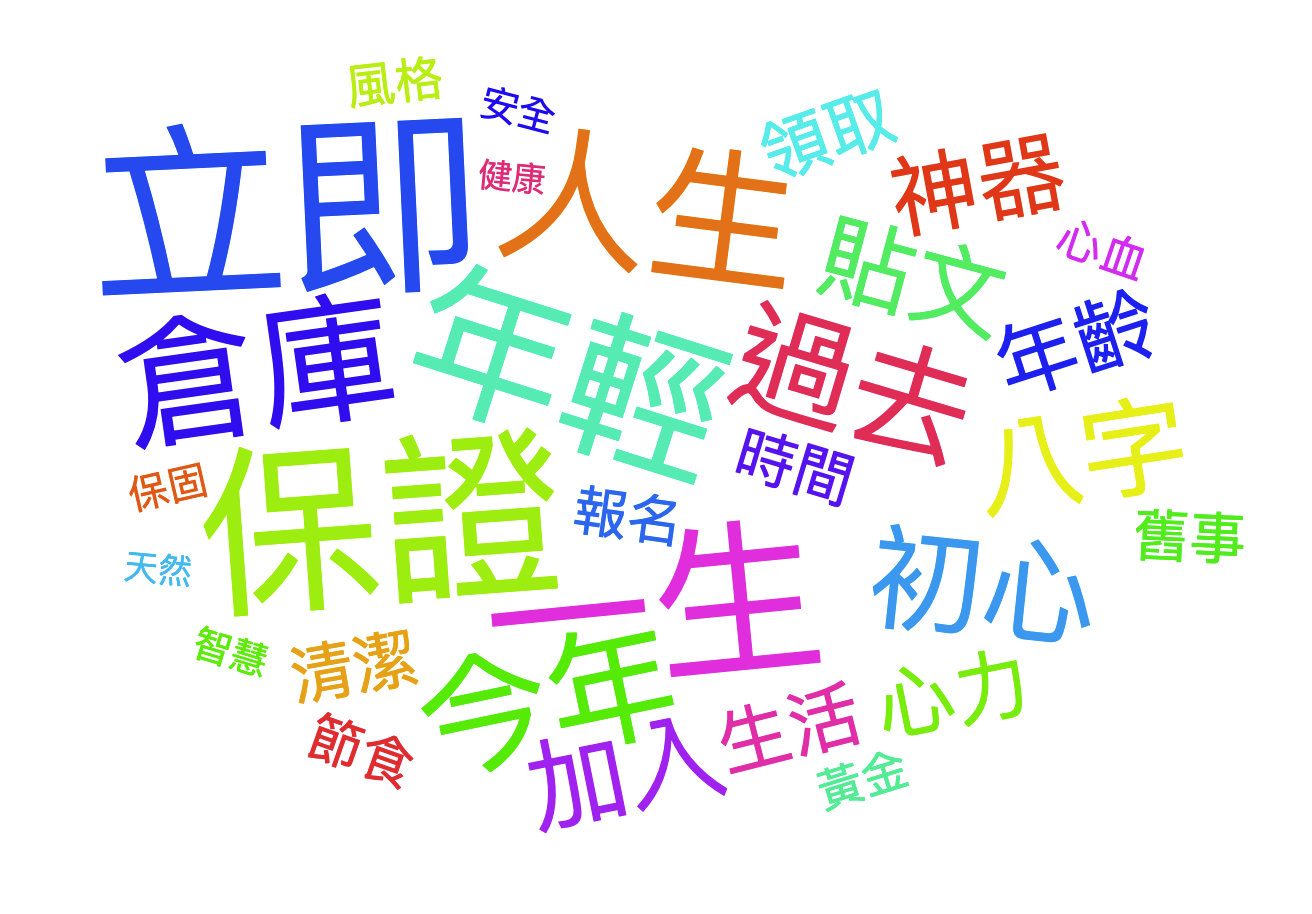 風格
安全
立即
健康
人生
領取
神器
心血
貼文
倉庫
年輕
過去
年齡
八字
時間
保固
保證
報名
舊事
天然
一生
初心
智慧
清潔
今年
心力
生活
節食
加入
黃金